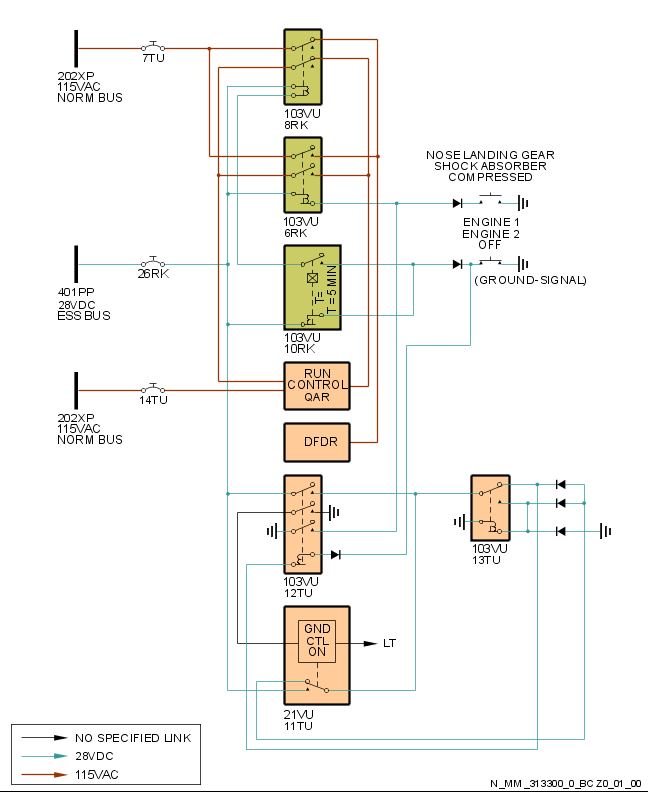 202XP
115VAC
NORM BUS
7TU
103VU
8RK
103VU
6RK
NOSE LANDING GEAR
SHOCK ABSORBER
COMPRESSED
ENGINE 1
ENGINE 2
OFF
(GROUND-SIGNAL)
401PP
28VDC
ESS BUS
26RK
T=
T = 5 MIN
103VU
10RK
202XP
115VAC
NORM BUS
14TU
RUN
CONTROL
QAR
DFDR
103VU
12TU
103VU
13TU
GND
CTL
ON
LT
21VU
11TU
NO SPECIFIED LINK
28VDC
115VAC
N_MM_313300_0_BCZ0_01_00